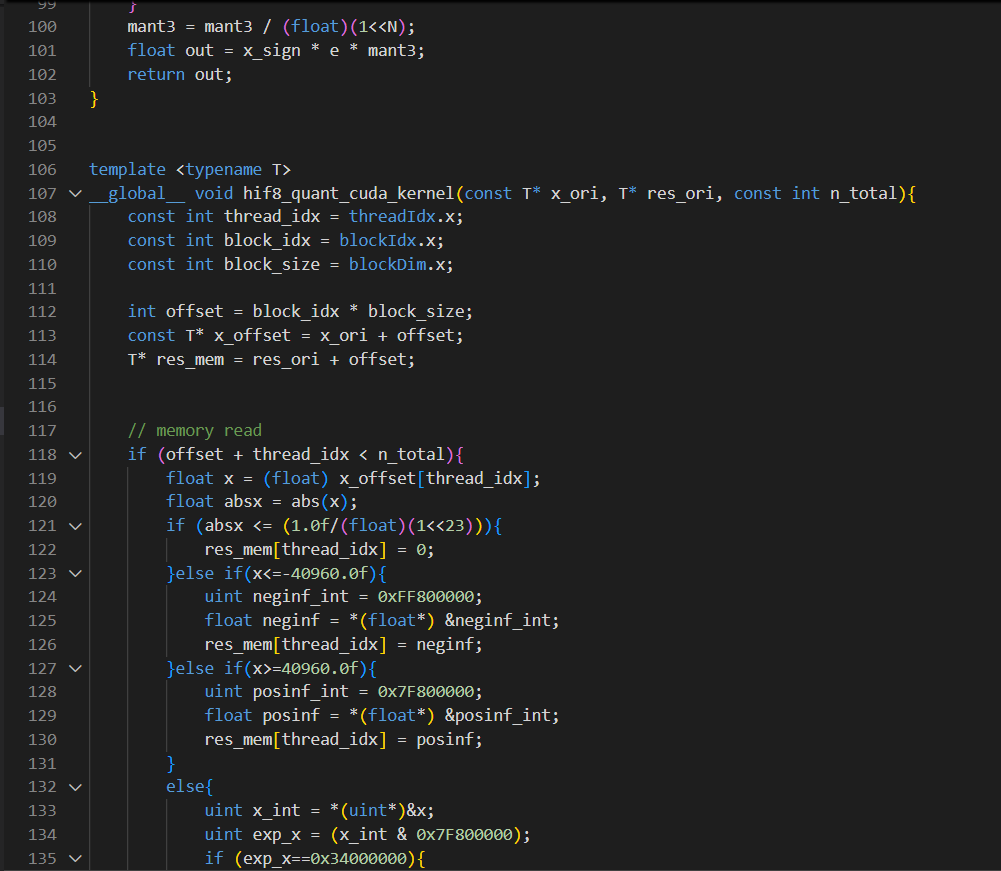 99 }
100 mant3 = mant3 / (float)(1<<N);
101 float out = x_sign * e * mant3;
102 return out;
103 }
104
105
106 template <typename T>
107 __global__ void hif8_quant_cuda_kernel(const T* x_ori, T* res_ori, const int n_total){
108 const int thread_idx = threadIdx.x;
109 const int block_idx = blockIdx.x;
110 const int block_size = blockDim.x;
111
112 int offset = block_idx * block_size;
113 const T* x_offset = x_ori + offset;
114 T* res_mem = res_ori + offset;
115
116
117 // memory read
118 if (offset + thread_idx < n_total){
119 float x = (float) x_offset[thread_idx];
120 float absx = abs(x);
121 if (absx <= (1.0f/(float)(1<<23))){
122 res_mem[thread_idx] = 0;
123 }else if(x<=-40960.0f){
124 uint neginf_int = 0xFF800000;
125 float neginf = *(float*) &neginf_int;
126 res_mem[thread_idx] = neginf;
127 }else if(x>=40960.0f){
128 uint posinf_int = 0x7F800000;
129 float posinf = *(float*) &posinf_int;
130 res_mem[thread_idx] = posinf;
131 }
132 else{
133 uint x_int = *(uint*)&x;
134 uint exp_x = (x_int & 0x7F800000);
135 if (exp_x==0x34000000){